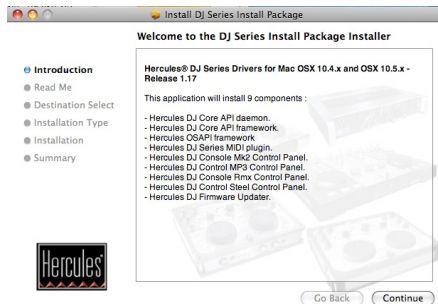 Install DJ Series Install Package
Welcome to the DJ Series Install Package Installer
Introduction
Read Me
Destination Select
Installation Type
Installation
Summary
Hercules® DJ Series Drivers for Mac OSX 10.4.x and OSX 10.5.x -
Release 1.17
This application will install 9 components :
- Hercules DJ Core API daemon.
- Hercules DJ Core API framework.
- Hercules OSAPI framework
- Hercules DJ Series MIDI plugin.
- Hercules DJ Console Mk2 Control Panel.
- Hercules DJ Control MP3 Control Panel.
- Hercules DJ Console Rmx Control Panel.
- Hercules DJ Control Steel Control Panel.
- Hercules DJ Firmware Updater.
Hercules
Go Back
Continue